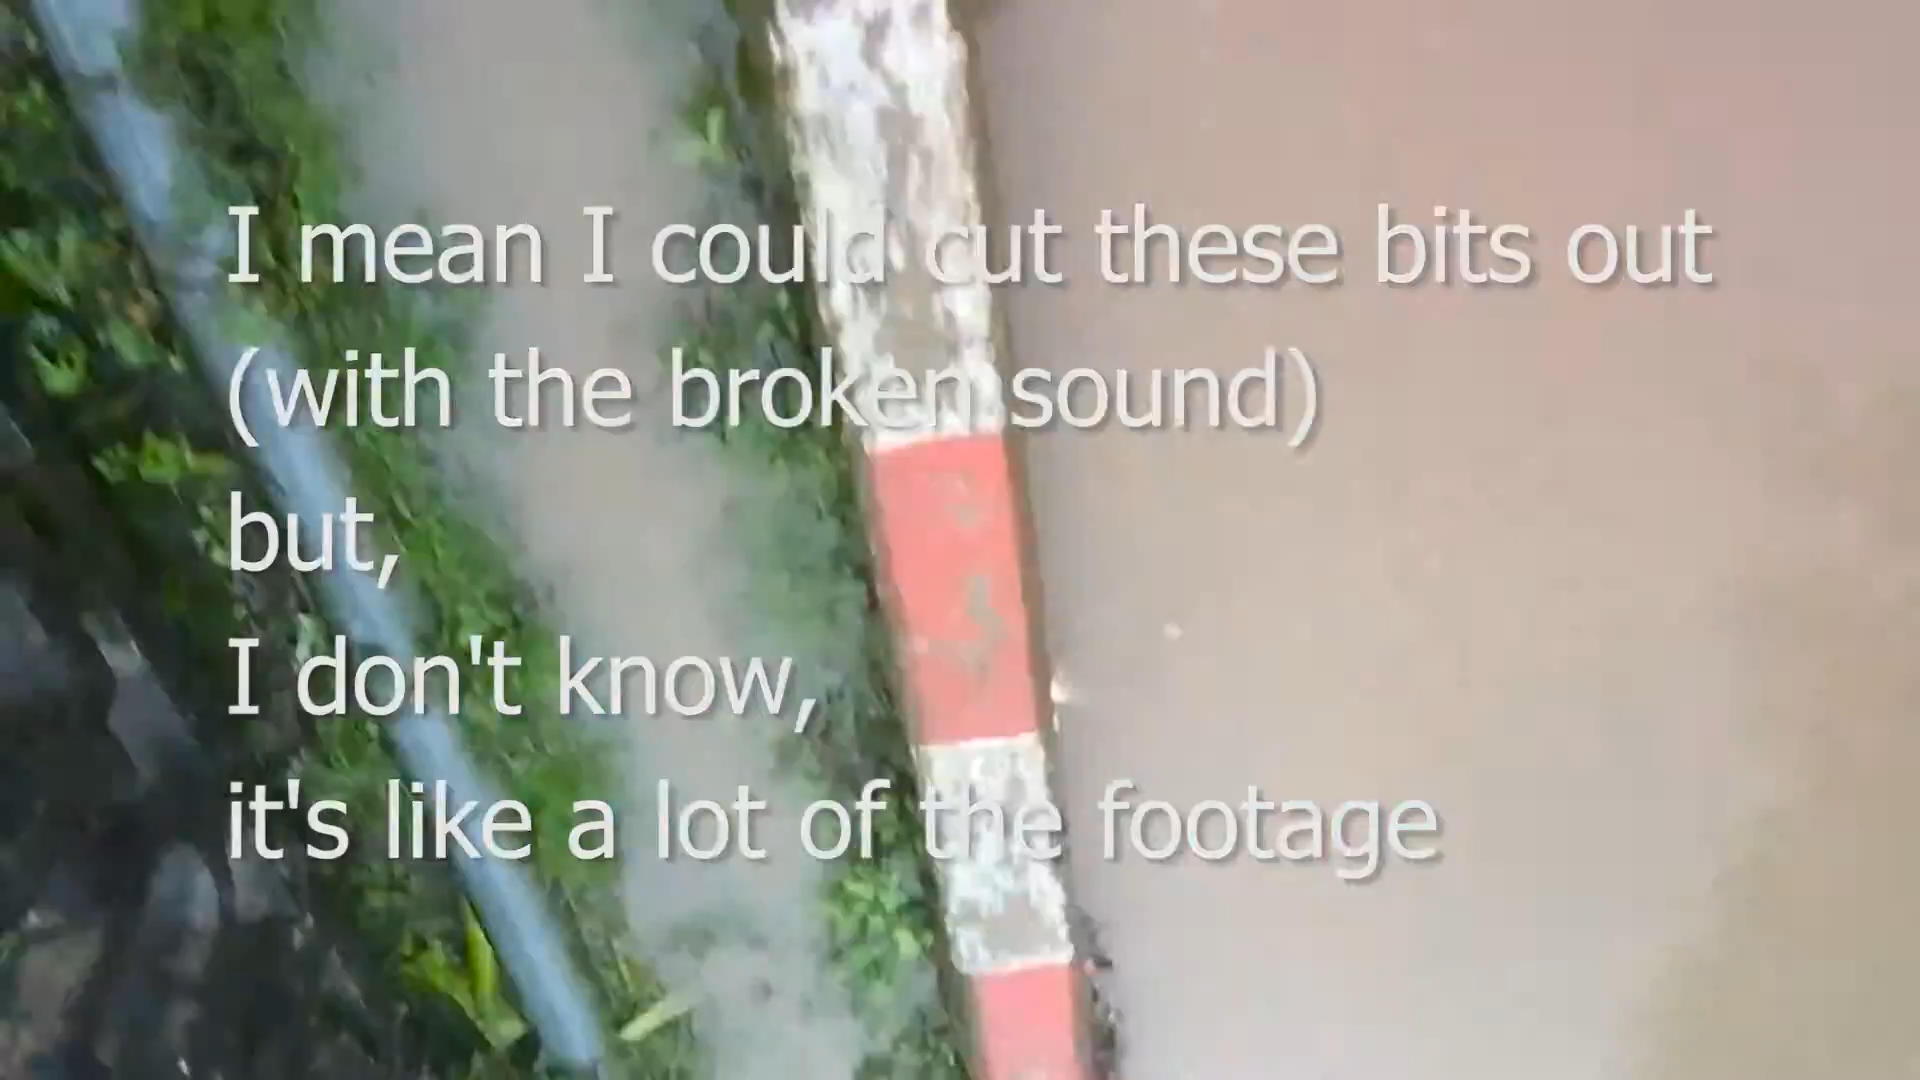 I mean I could cut these bits out
(with the broken sound)
but,
I don't know,
it's like a lot of the footage